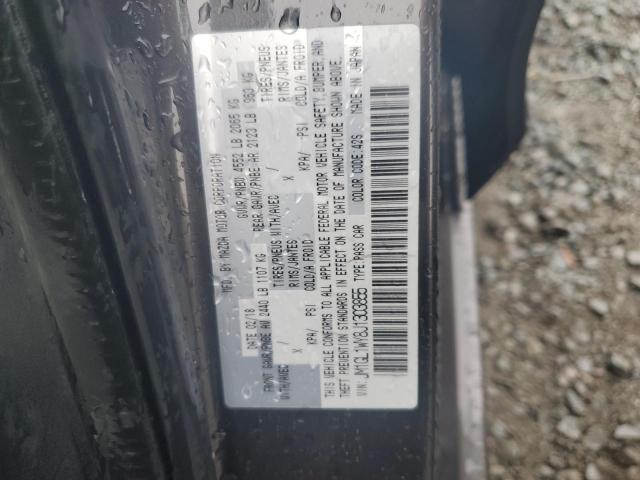 MFD. BY MAZDA MOTOR CORPORATION
DATE: 02/18 GVWR/PNBV 4552 LB 2065 KG
FRONT GAWR/PNBE AV 2440 LB 1107 KG REAR GAWR/PNBE AR 2123 LB 963 KG
WITH/AVEC TIRES/PNEUS WITH/AVEC TIRES/PNEUS
X RIMS/JANTES X RIMS/JANTES
KPA/ PSI COLD/A FROID KPA/ PSI COLD/A FROID
THIS VEHICLE CONFORMS TO ALL APPLICABLE FEDERAL MOTOR VEHICLE SAFETY, BUMPER, AND
THEFT PREVENTION STANDARDS IN EFFECT ON THE DATE OF MANUFACTURE SHOWN ABOVE.
VIN: JM1GL1WY8J1303855 TYPE:PASS CAR COLOR CODE:42S MADE IN JAPAN